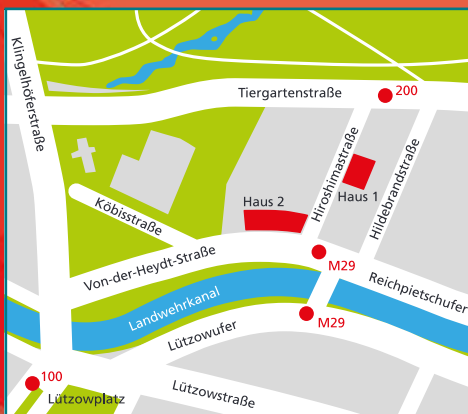 Klingelhöferstraße
Tiergartenstraße
200
Hiroshimastraße
Haus 1
Hildebrandstraße
Haus 2
Köbisstraße
Von-der-Heydt-Straße
M29
Reichpietschufer
Landwehrkanal
M29
Lützowufer
100
Lützowplatz
Lützowstraße